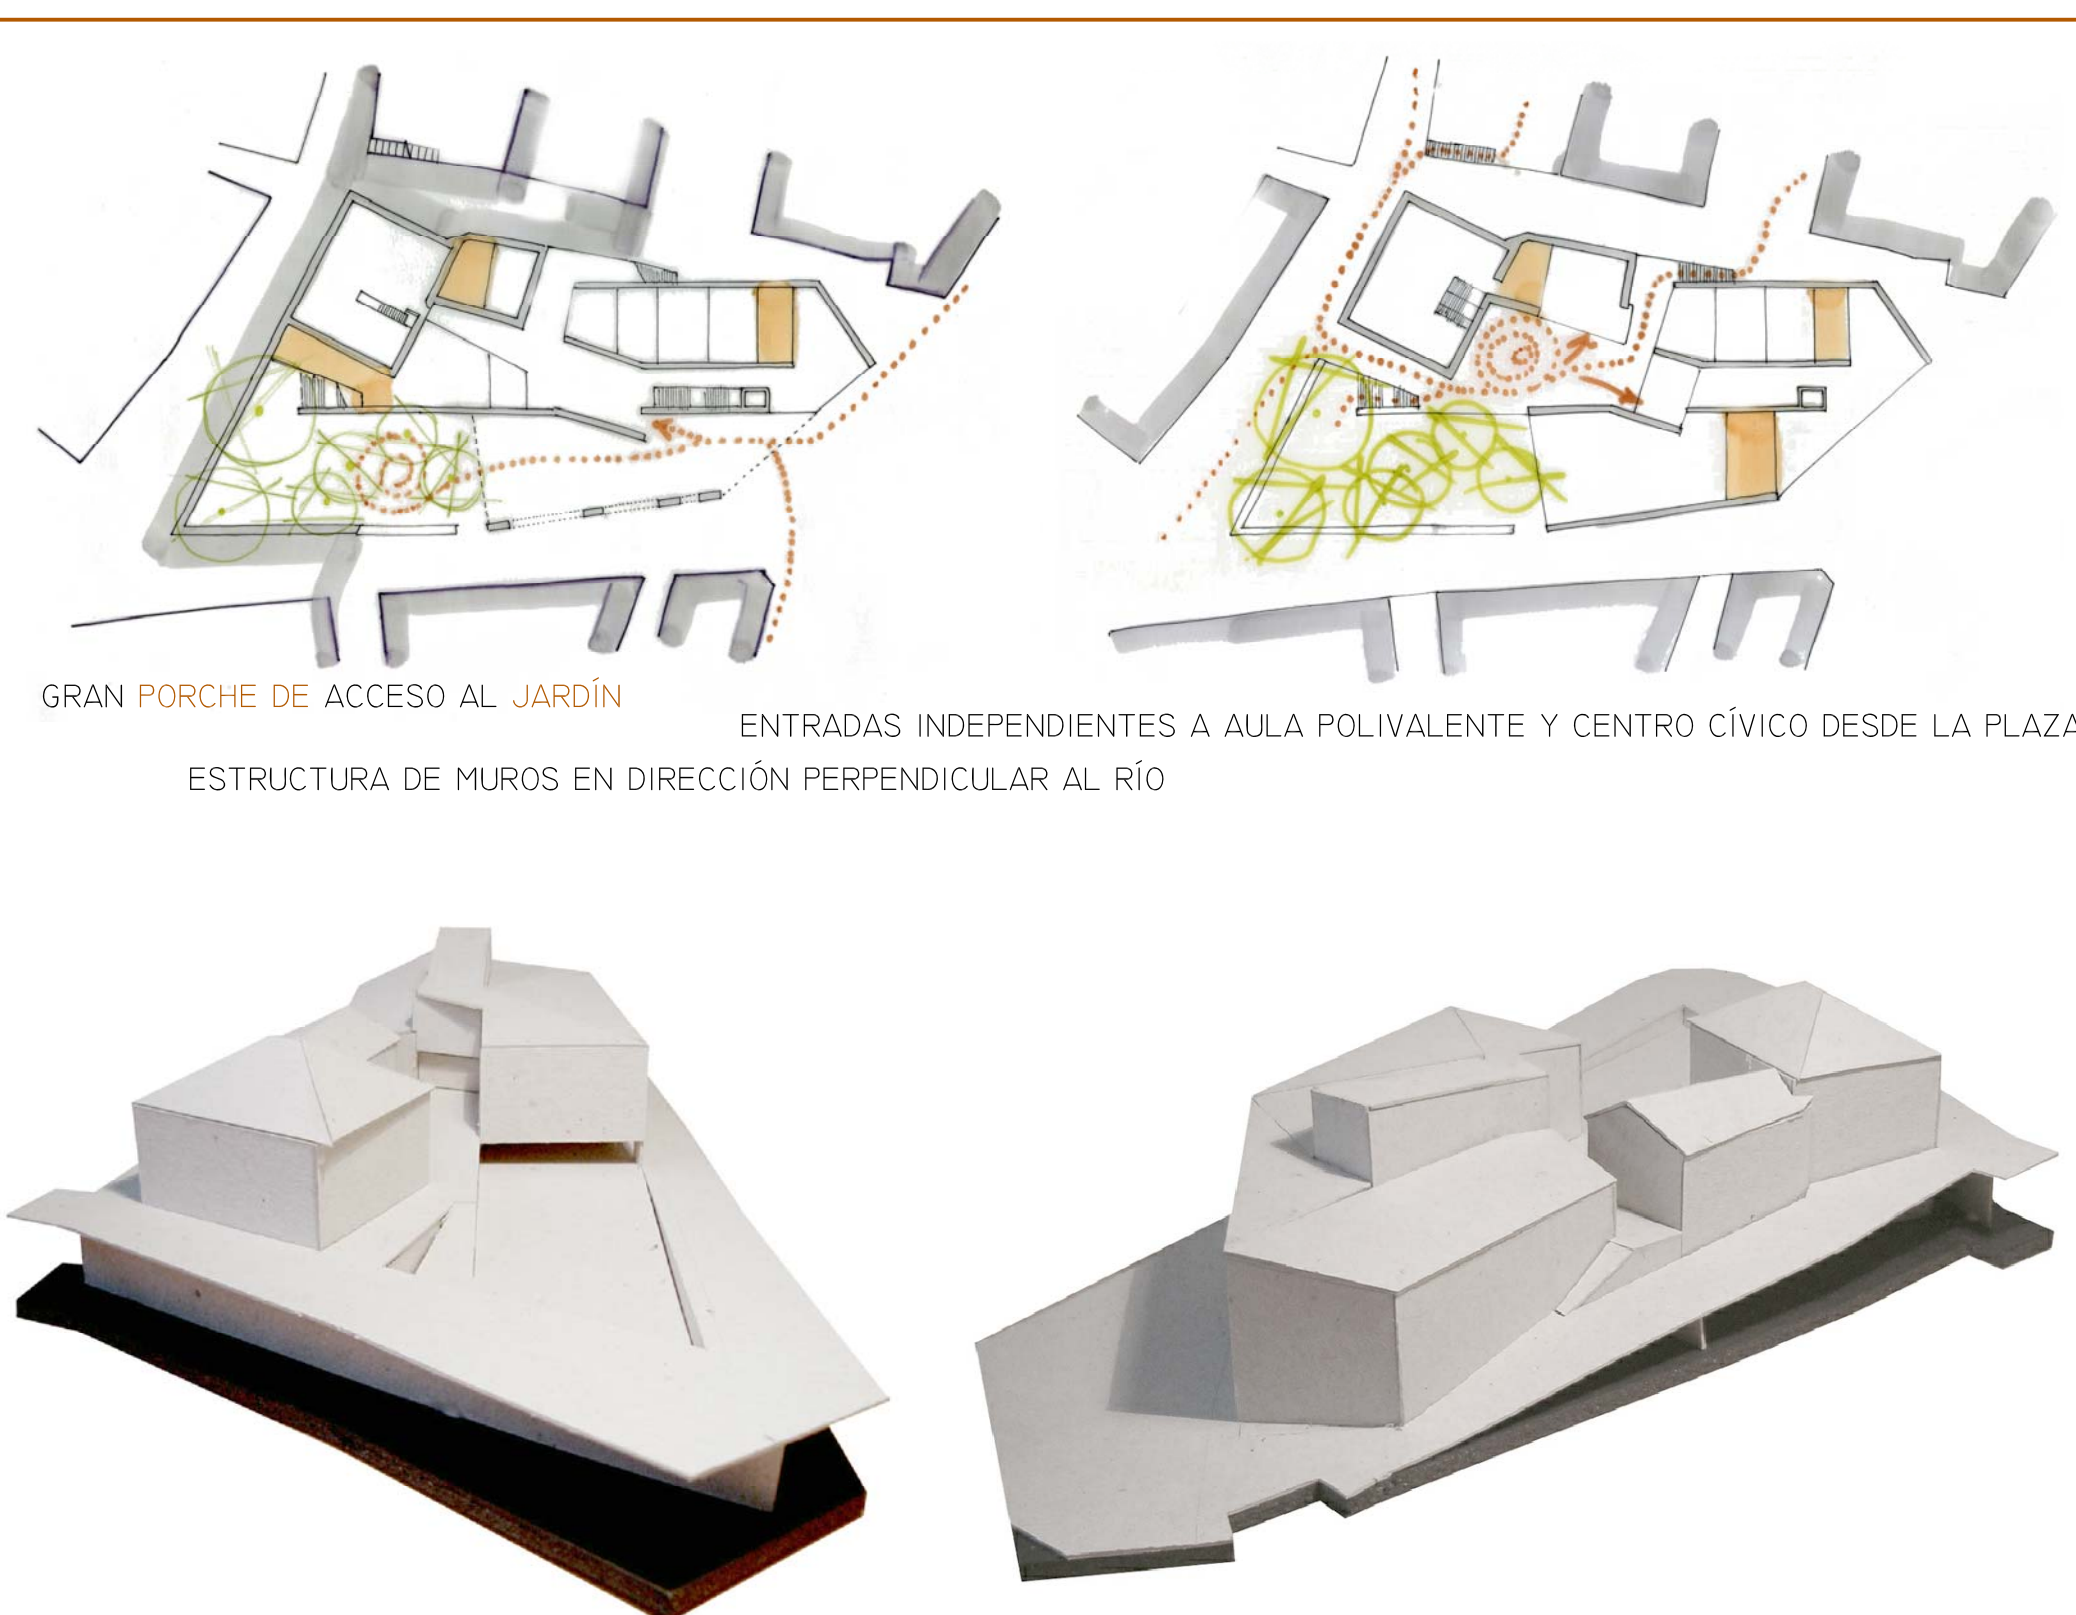 GRAN PORCHE DE ACCESO AL JARDÍN
ENTRADAS INDEPENDIENTES A AULA POLIVALENTE Y CENTRO CÍVICO DESDE LA PLAZA
ESTRUCTURA DE MUROS EN DIRECCIÓN PERPENDICULAR AL RÍO